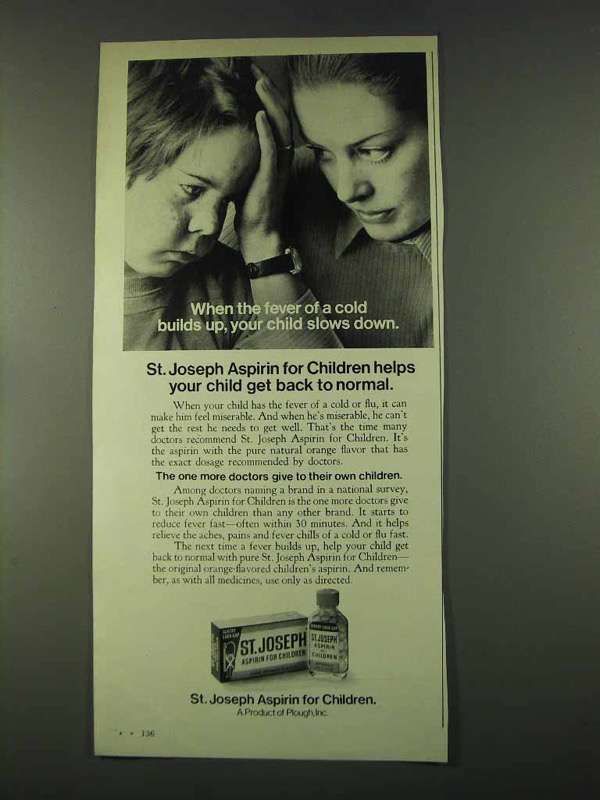 When the fever of a cold
builds up, your child slows down.
St. Joseph Aspirin for Children helps
your child get back to normal.
When your child has the fever of a cold or flu, it can
make him feel miserable. And when he's miserable, he can't
get the rest he needs to get well. That's the time many
doctors recommend St. Joseph Aspirin for Children. It's
the aspirin with the pure natural orange flavor that has
the exact dosage recommended by doctors.
The one more doctors give to their own children.
Among doctors naming a brand in a national survey,
St. Joseph Aspirin for Children is the one more doctors give
to their own children than any other brand. It starts to
reduce fever fast—often within 30 minutes. And it helps
relieve the aches, pains and fever chills of a cold or flu fast.
The next time a fever builds up, help your child get
back to normal with pure St. Joseph Aspirin for Children—
the original orange-flavored children's aspirin. And remem-
ber, as with all medicines, use only as directed.
ST. JOSEPH
ASPIRIN FOR CHILDREN
ST. JOSEPH
ASPIRIN
CHILDREN
St. Joseph Aspirin for Children.
A Product of Plough, Inc.
136